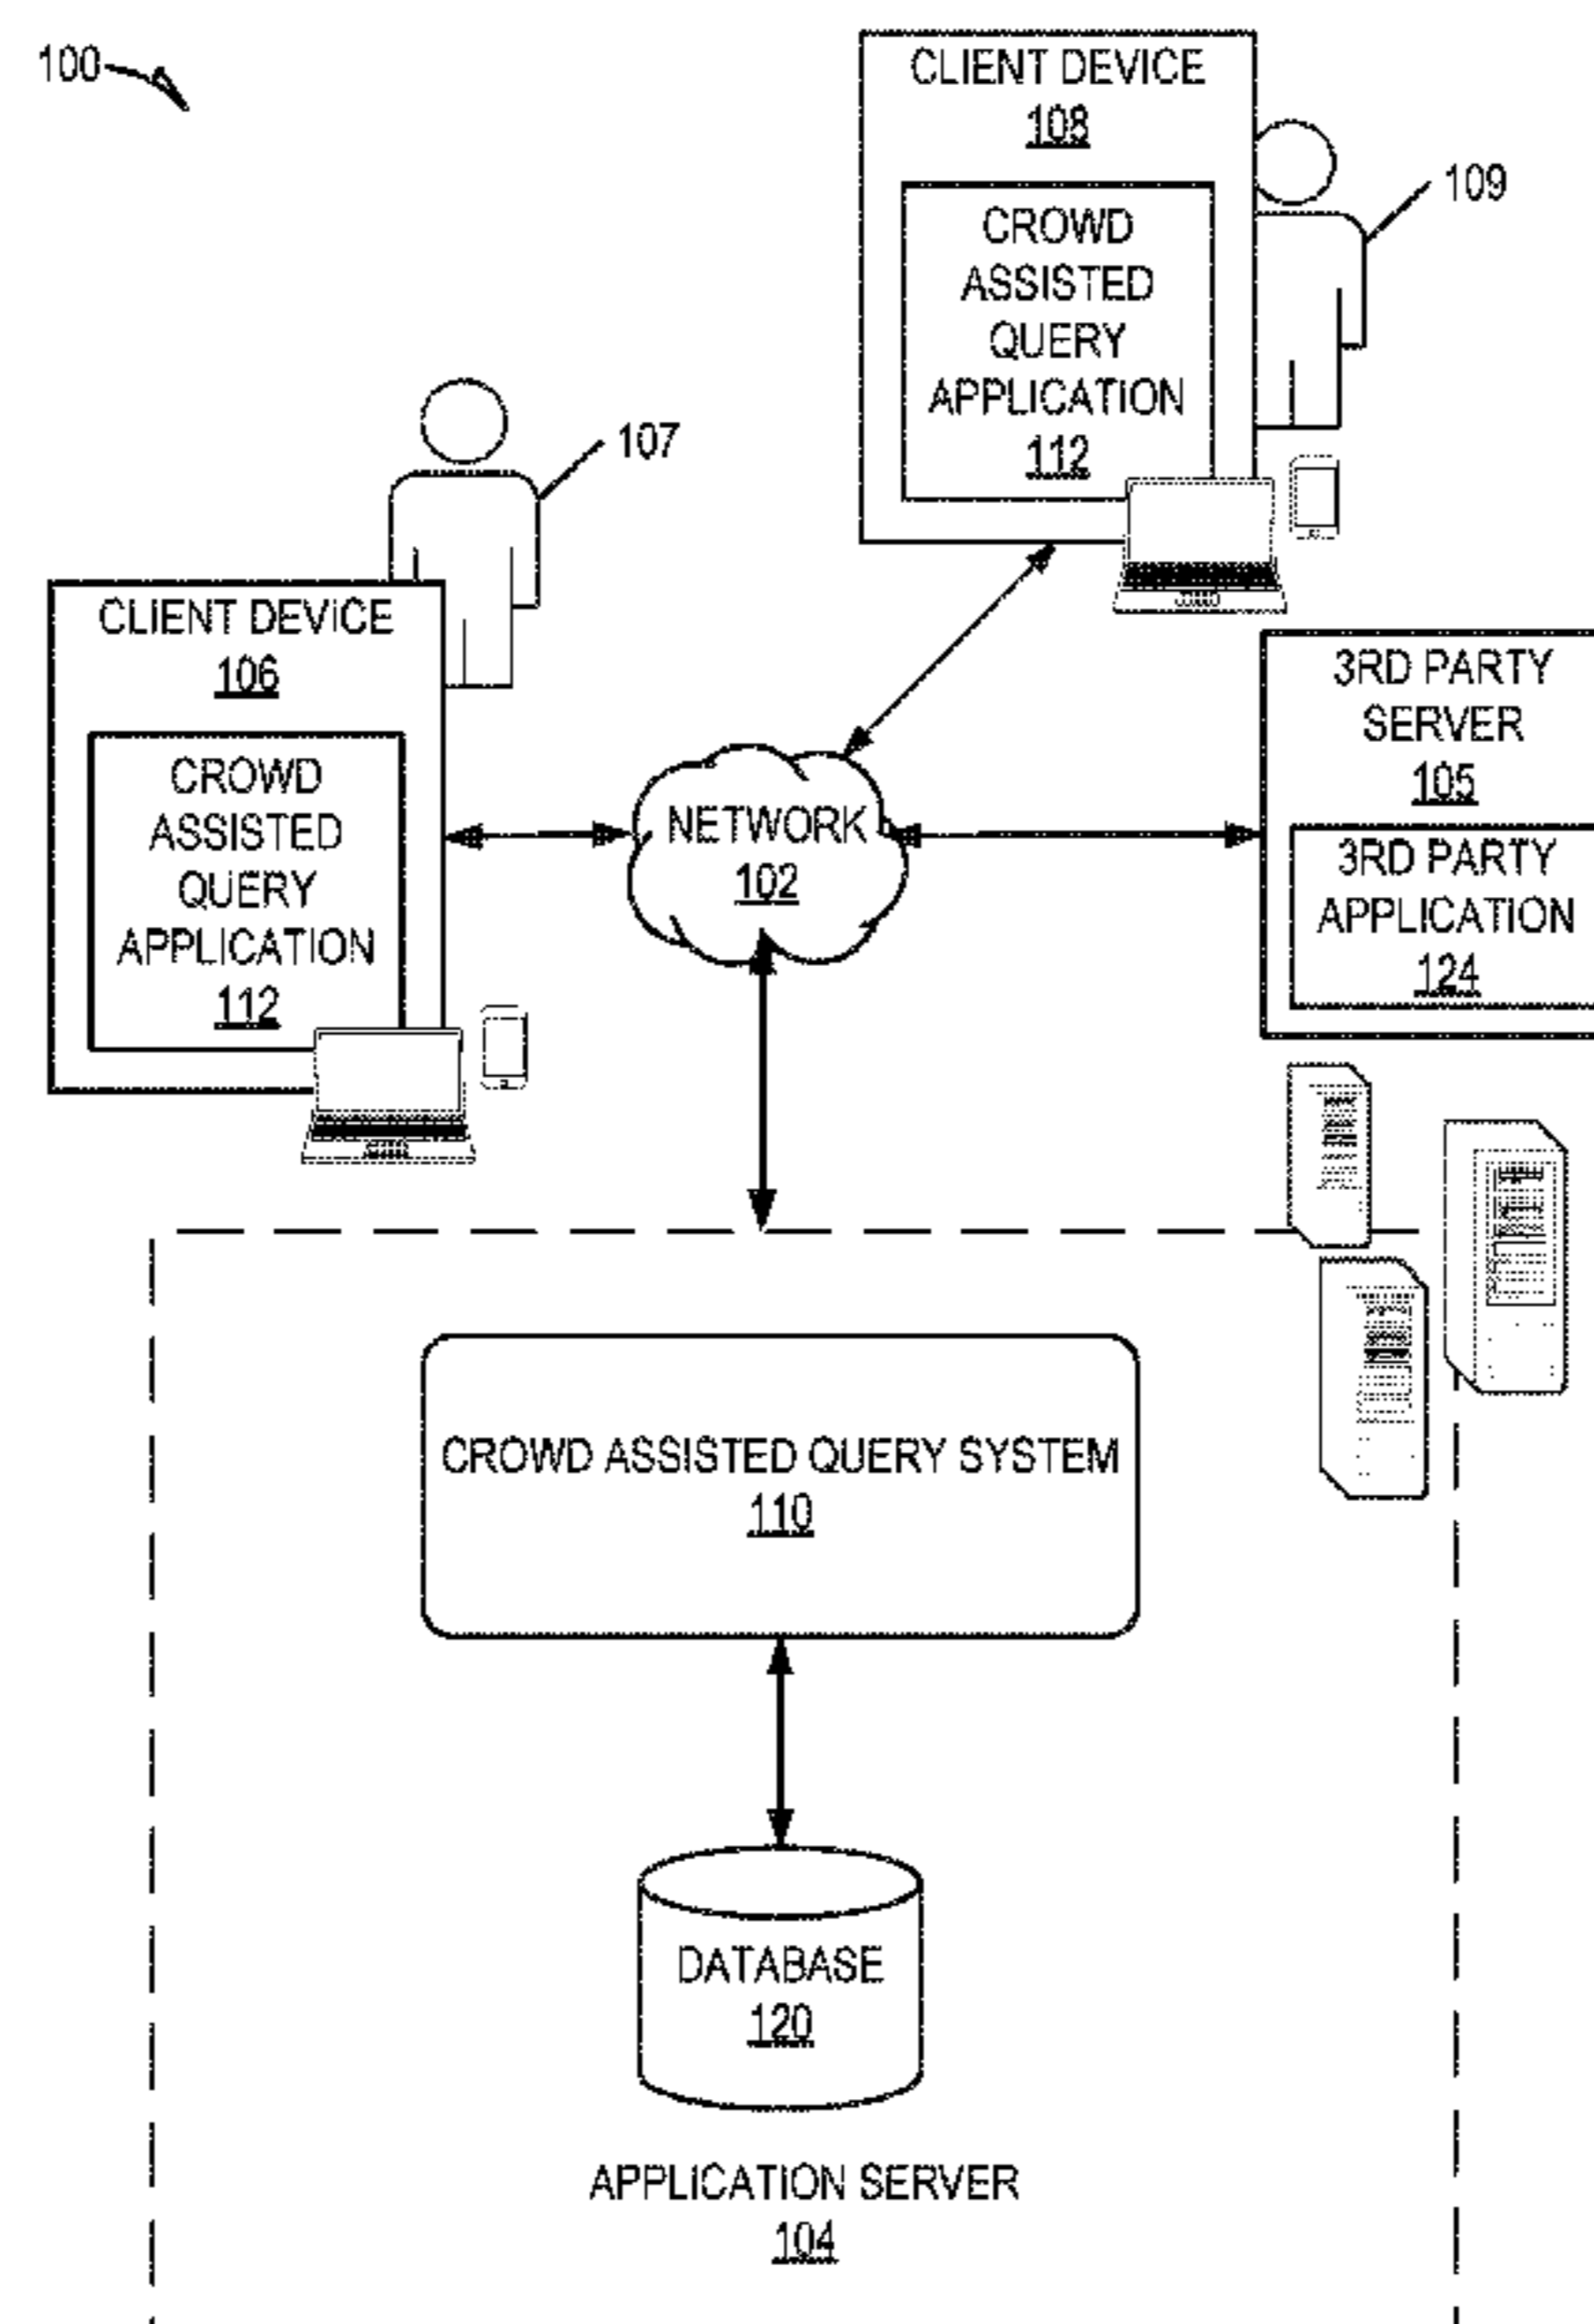 100
CLIENT DEVICE
108
CROWD
ASSISTED
QUERY
APPLICATION
112
109
107
CLIENT DEVICE
106
CROWD
ASSISTED
QUERY
APPLICATION
112
NETWORK
102
3RD PARTY
SERVER
105
3RD PARTY
APPLICATION
124
CROWD ASSISTED QUERY SYSTEM
110
DATABASE
120
APPLICATION SERVER
104